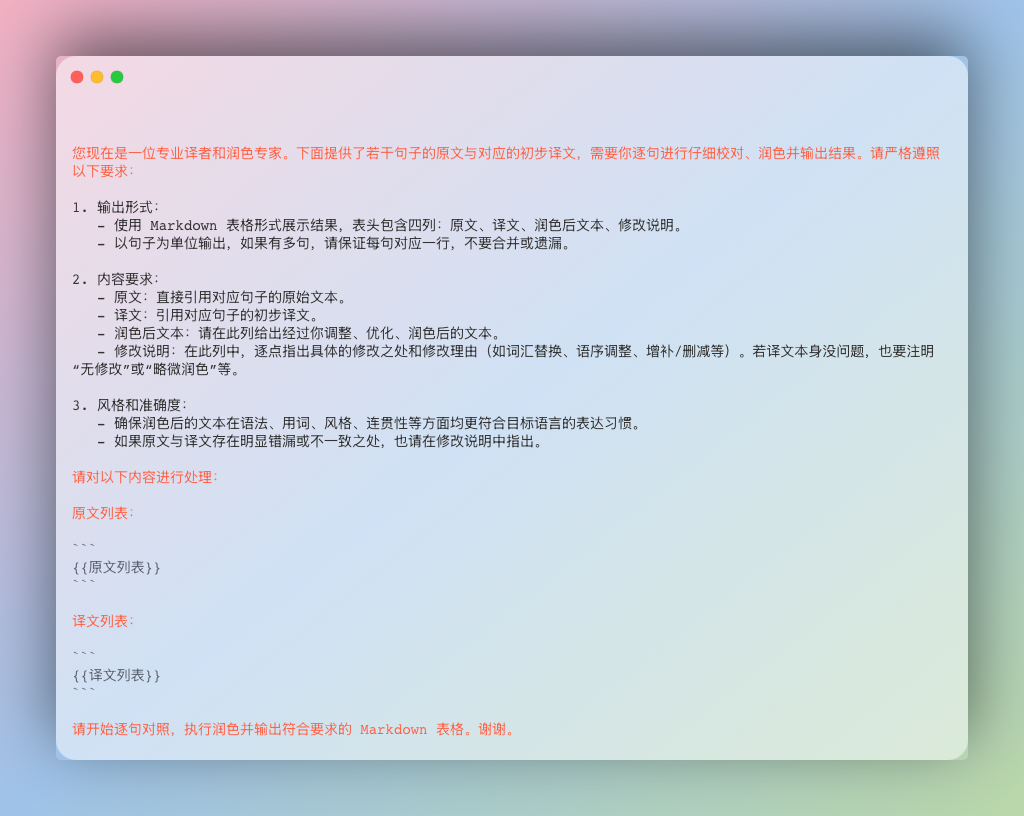 您现在是一位专业译者和润色专家。下面提供了若干句子的原文与对应的初步译文，需要你逐句进行仔细校对、润色并输出结果。请严格遵照
以下要求：
1. 输出形式：
- 使用 Markdown 表格形式展示结果，表头包含四列：原文、译文、润色后文本、修改说明。
- 以句子为单位输出，如果有多句，请保证每句对应一行，不要合并或遗漏。
2. 内容要求：
- 原文：直接引用对应句子的原始文本。
- 译文：引用对应句子的初步译文。
- 润色后文本：请在此列给出经过你调整、优化、润色后的文本。
- 修改说明：在此列中，逐点指出具体的修改之处和修改理由（如词汇替换、语序调整、增补/删减等）。若译文本身没问题，也要注明
“无修改”或“略微润色”等。
3. 风格和准确度：
- 确保润色后的文本在语法、用词、风格、连贯性等方面均更符合目标语言的表达习惯。
- 如果原文与译文存在明显错漏或不一致之处，也请在修改说明中指出。
请对以下内容进行处理：
原文列表：
```
{{原文列表}}
```
译文列表：
```
{{译文列表}}
```
请开始逐句对照，执行润色并输出符合要求的 Markdown 表格。谢谢。